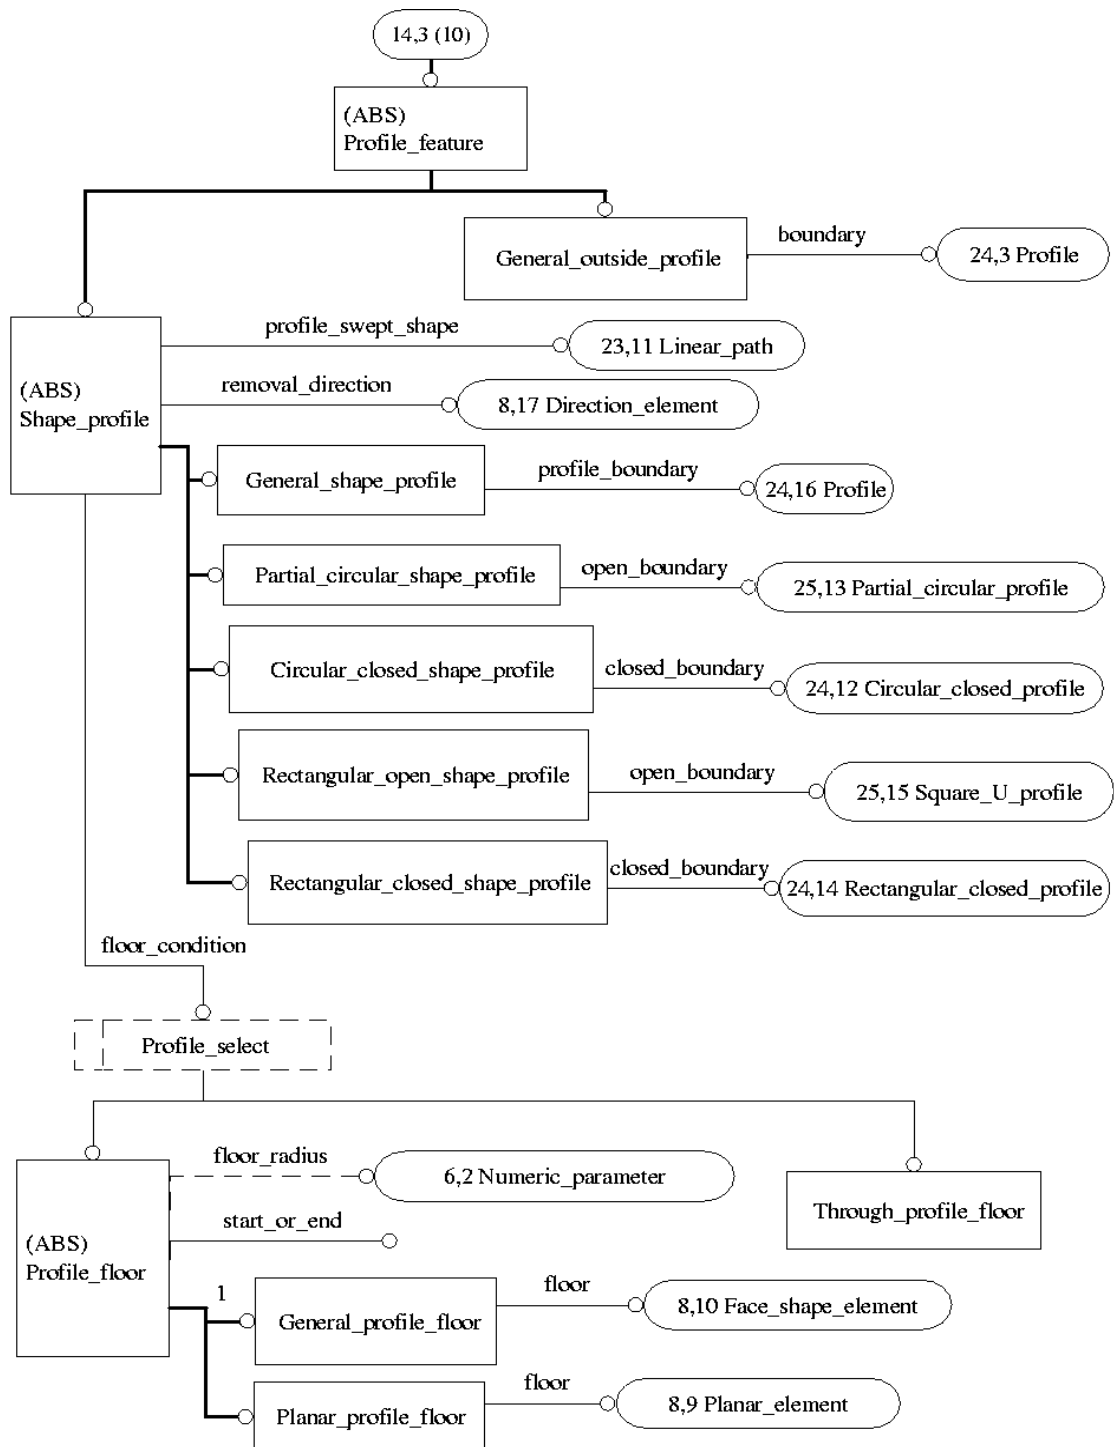 14,3 (10)
(ABS)
Profile_feature
boundary
General_outside_profile
24,3 Profile
profile_swept_shape
23,11 Linear_path
(ABS)
Shape_profile
removal_direction
8,17 Direction_element
General_shape_profile
profile_boundary
24,16 Profile
Partial_circular_shape_profile
open_boundary
25,13 Partial_circular_profile
Circular_closed_shape_profile
closed_boundary
24,12 Circular_closed_profile
Rectangular_open_shape_profile
open_boundary
25,15 Square_U_profile
Rectangular_closed_shape_profile
closed_boundary
24,14 Rectangular_closed_profile
floor_condition
Profile_select
floor_radius
6,2 Numeric_parameter
Through_profile_floor
start_or_end
(ABS)
Profile_floor
1
General_profile_floor
floor
8,10 Face_shape_element
Planar_profile_floor
floor
8,9 Planar_element